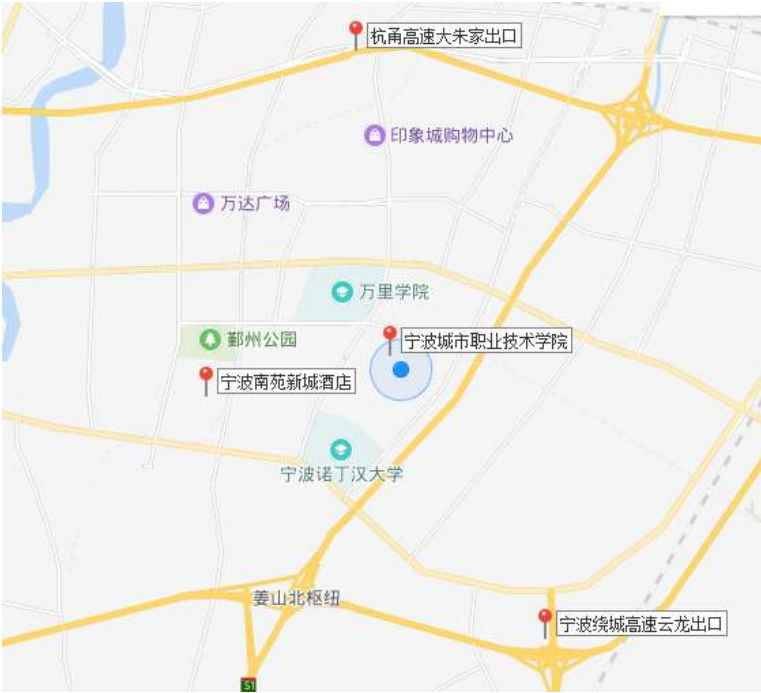 杭甬高速大朱家出口
印象城购物中心
万达广场
万里学院
鄞州公园
宁波城市职业技术学院
宁波南苑新城酒店
宁波诺丁汉大学
姜山北枢纽
宁波绕城高速云龙出口
S1